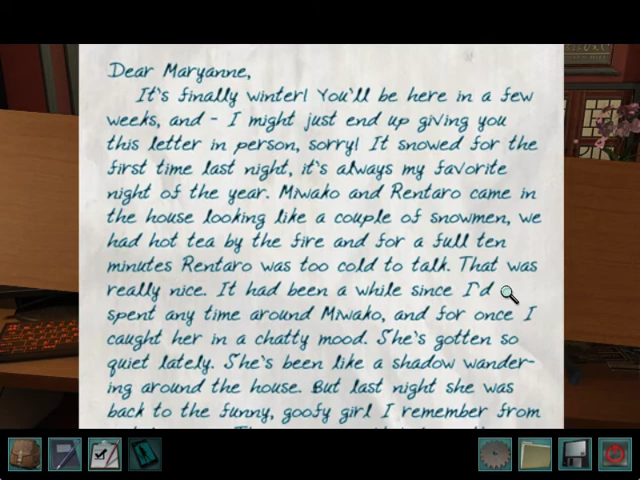 Dear Maryanne,
It's finally winter! You'll be here in a few
weeks, and - I might just end up giving you
this letter in person, sorry! It snowed for the
first time last night, it's always my favorite
night of the year. Miwako and Rentaro came in
the house looking like a couple of snowmen, we
had hot tea by the fire and for a full ten
minutes Rentaro was too cold to talk. That was
really nice. It had been a while since I'd
spent any time around Miwako, and for once I
caught her in a chatty mood. She's gotten so
quiet lately. She's been like a shadow wander-
ing around the house. But last night she was
back to the funny, goofy girl I remember from